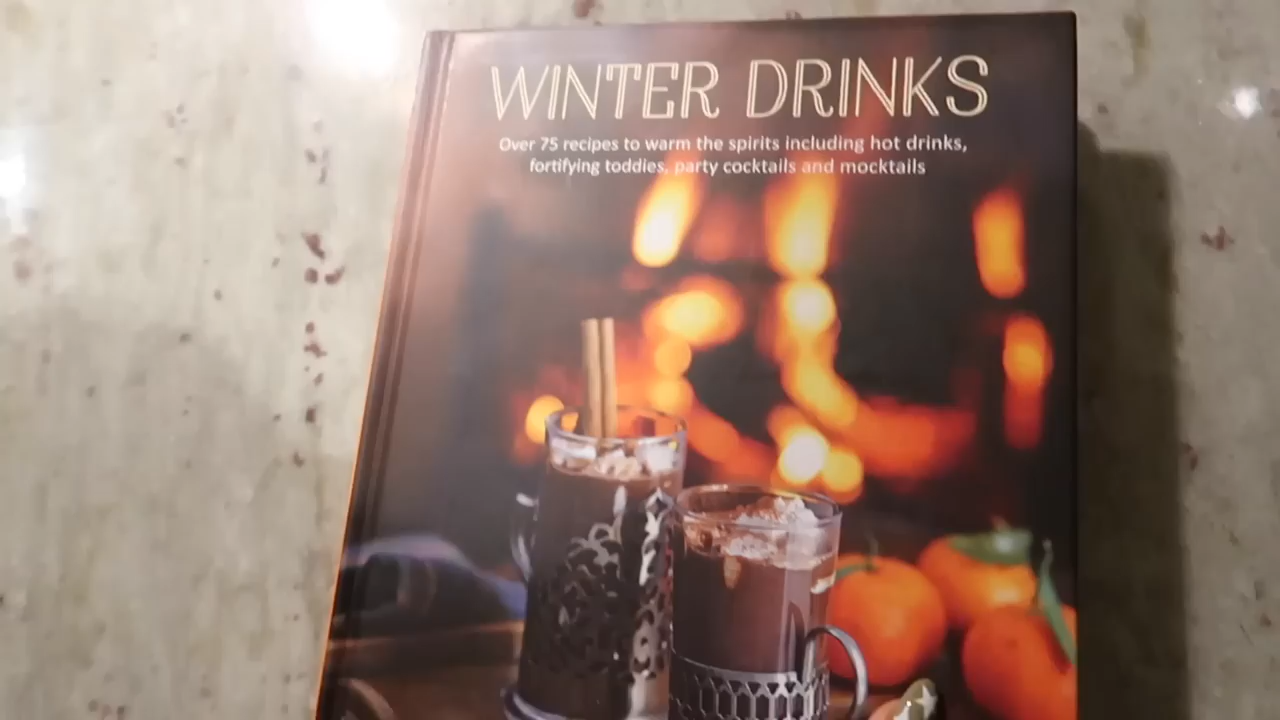 WINTER DRINKS
Over 75 recipes to warm the spirits including hot drinks,
fortifying toddies, party cocktails and mocktails